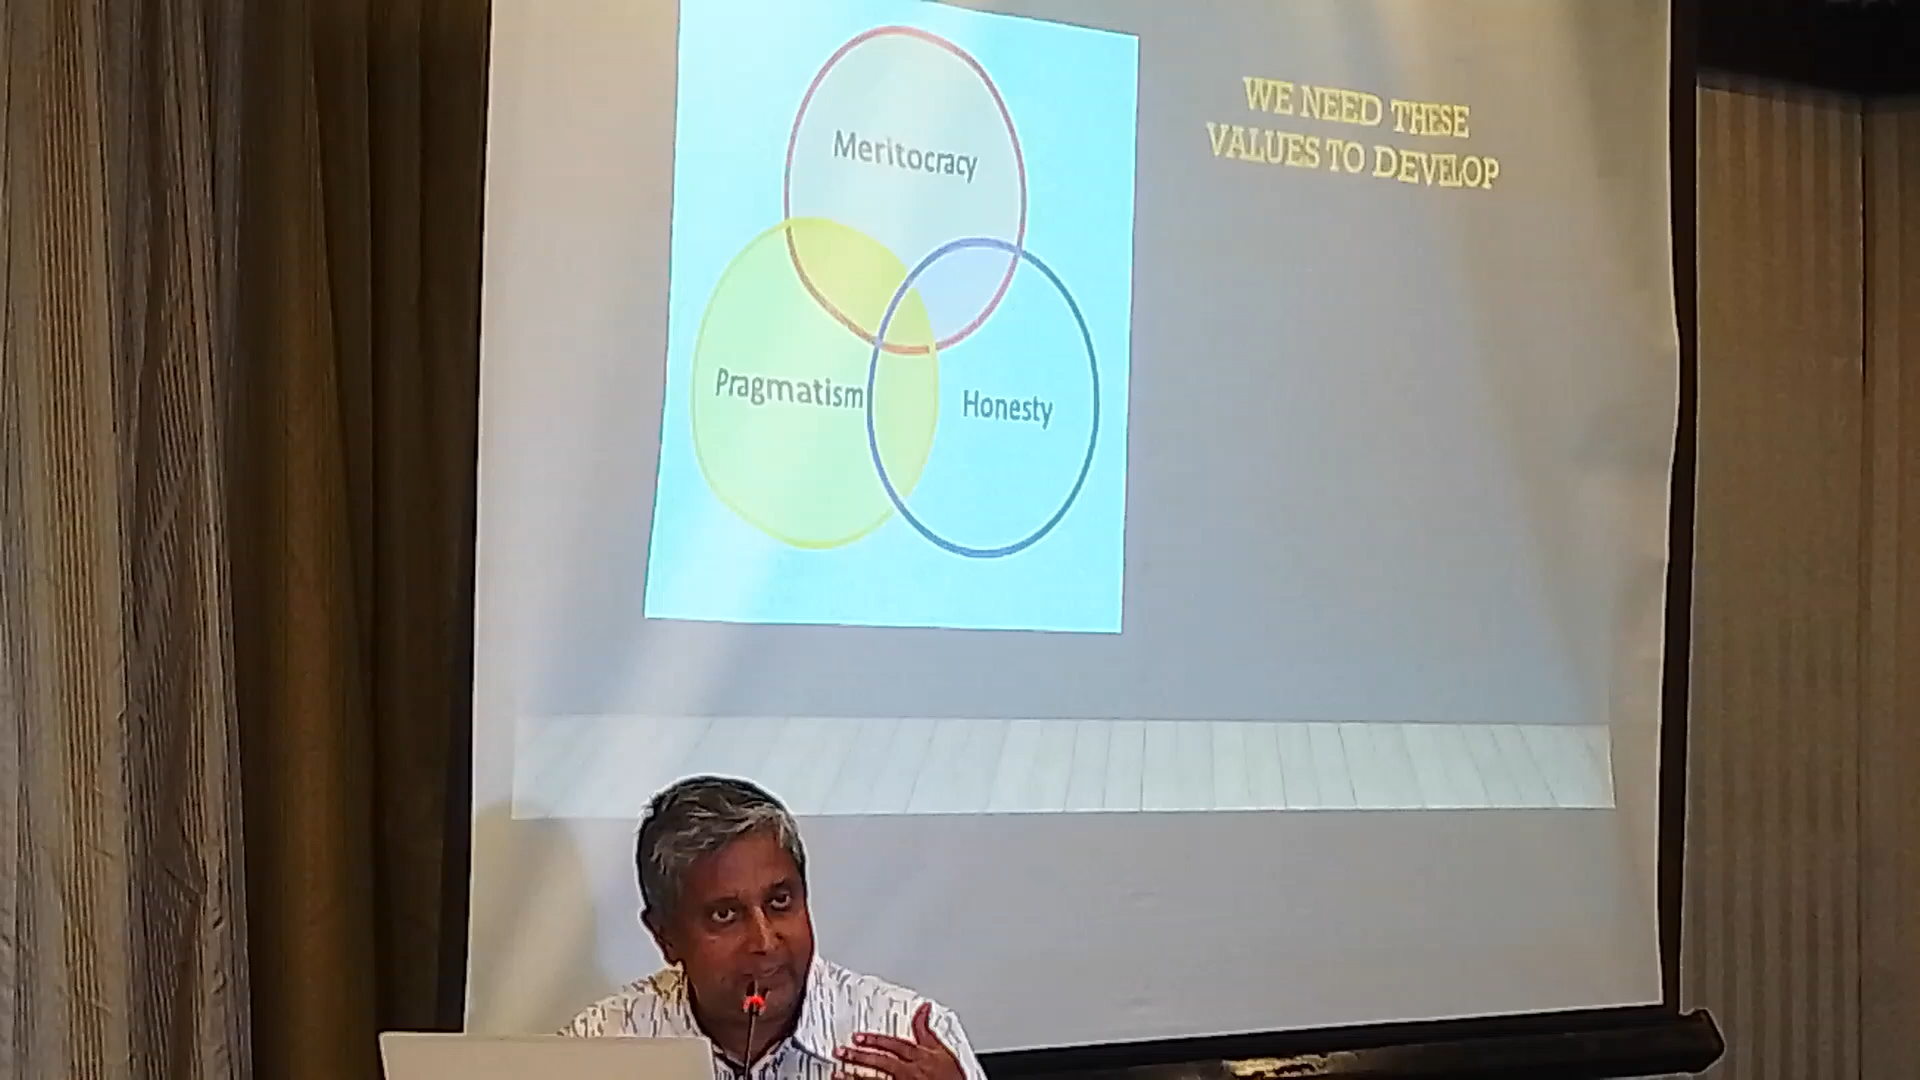 Meritocracy
Pragmatism
Honesty
WE NEED THESE
VALUES TO DEVELOP